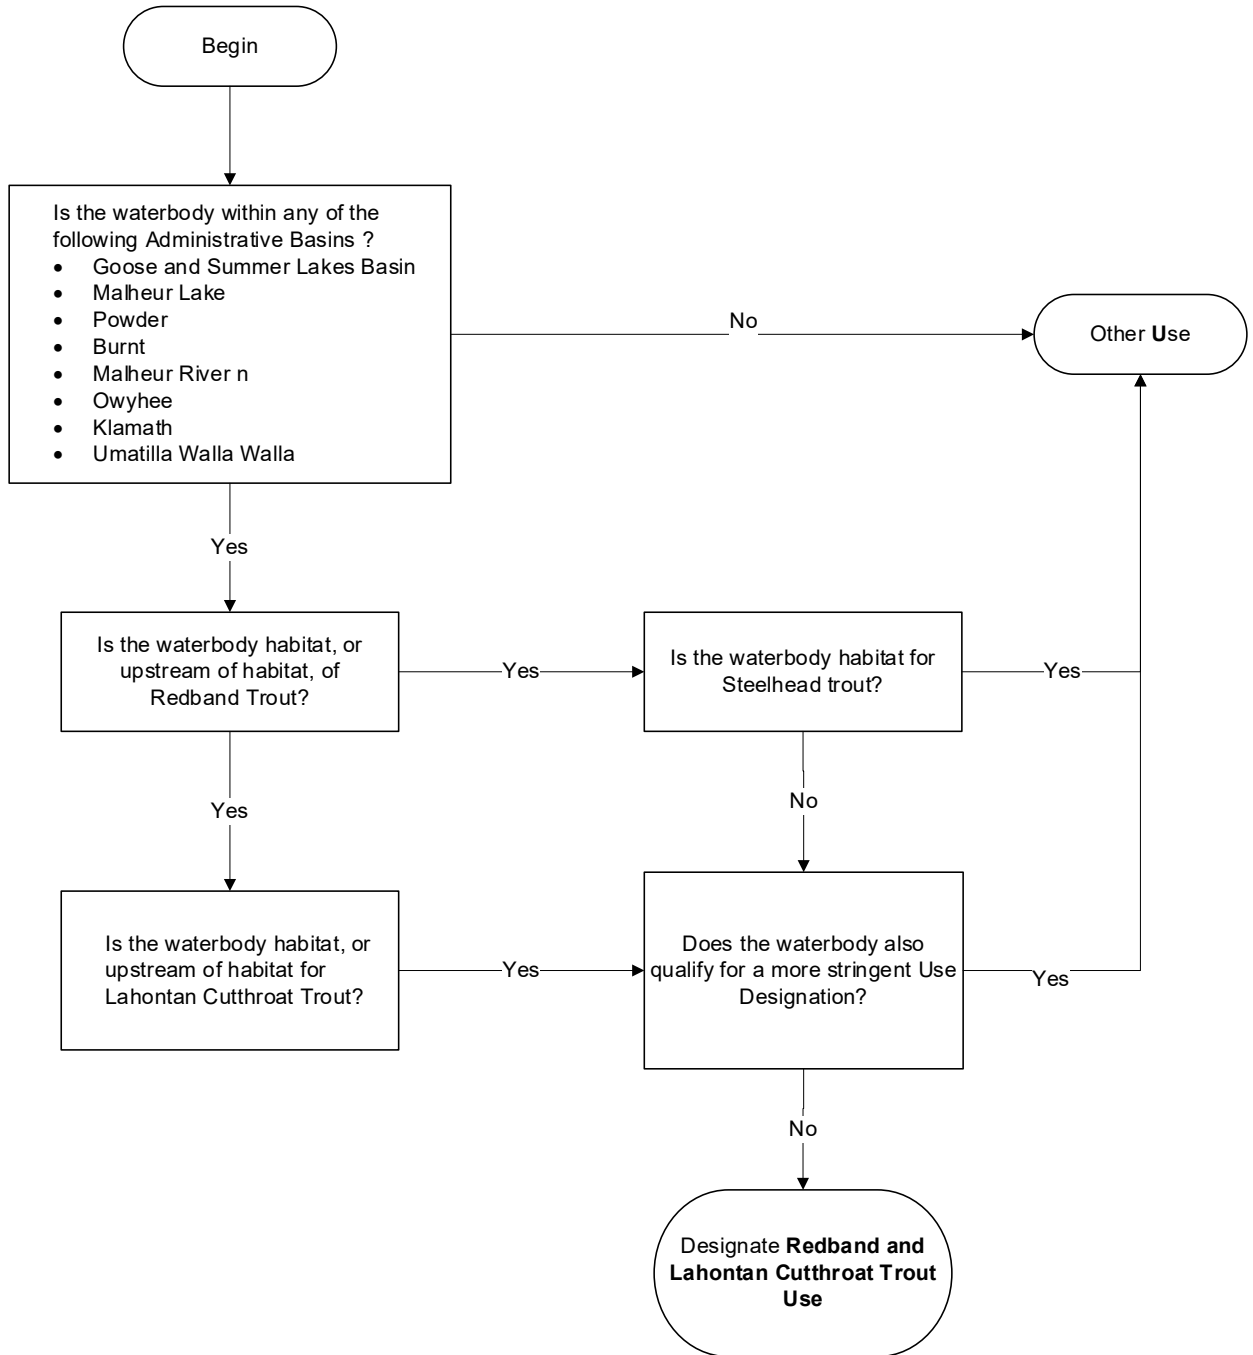 Begin
Is the waterbody within any of the
following Administrative Basins ?
• Goose and Summer Lakes Basin
• Malheur Lake
• Powder
• Burnt
• Malheur River n
• Owyhee
• Klamath
• Umatilla Walla Walla
No
Other Use
Yes
Is the waterbody habitat, or
upstream of habitat, of
Redband Trout?
Yes
Is the waterbody habitat for
Steelhead trout?
Yes
Yes
No
Is the waterbody habitat, or
upstream of habitat for
Lahontan Cutthroat Trout?
Yes
Does the waterbody also
qualify for a more stringent Use
Designation?
Yes
No
Designate Redband and
Lahontan Cutthroat Trout
Use